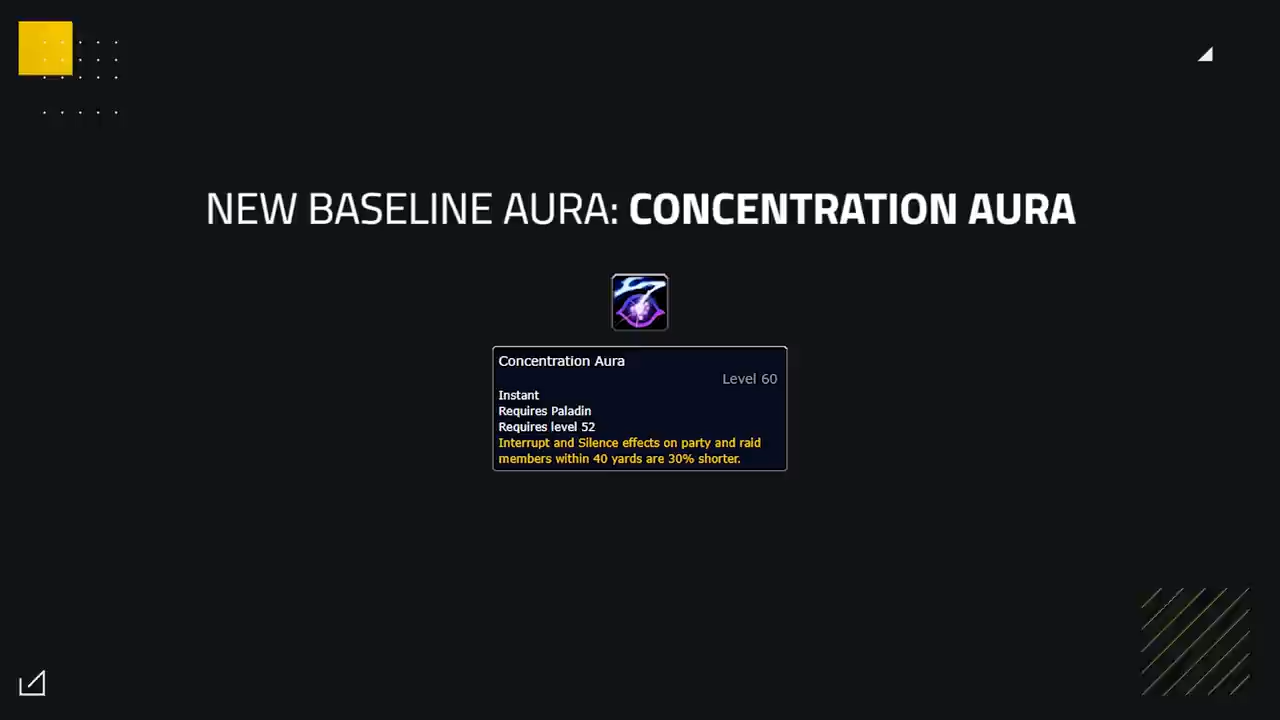 NEW BASELINE AURA: CONCENTRATION AURA
Concentration Aura
Level 60
Instant
Requires Paladin
Requires level 52
Interrupt and Silence effects on party and raid
members within 40 yards are 30% shorter.